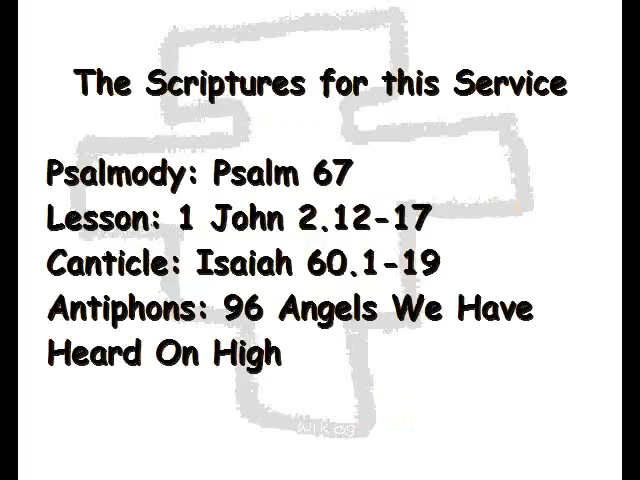 The Scriptures for this Service
Psalmody: Psalm 67
Lesson: 1 John 2.12-17
Canticle: Isaiah 60.1-19
Antiphons: 96 Angels We Have
Heard On High